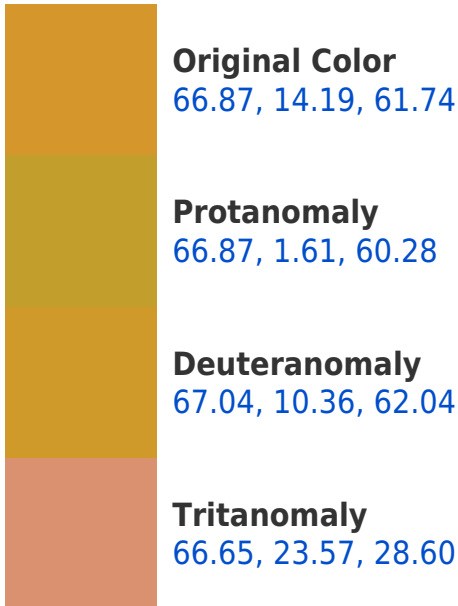 Original Color
66.87, 14.19, 61.74
Protanomaly
66.87, 1.61, 60.28
Deuteranomaly
67.04, 10.36, 62.04
Tritanomaly
66.65, 23.57, 28.60